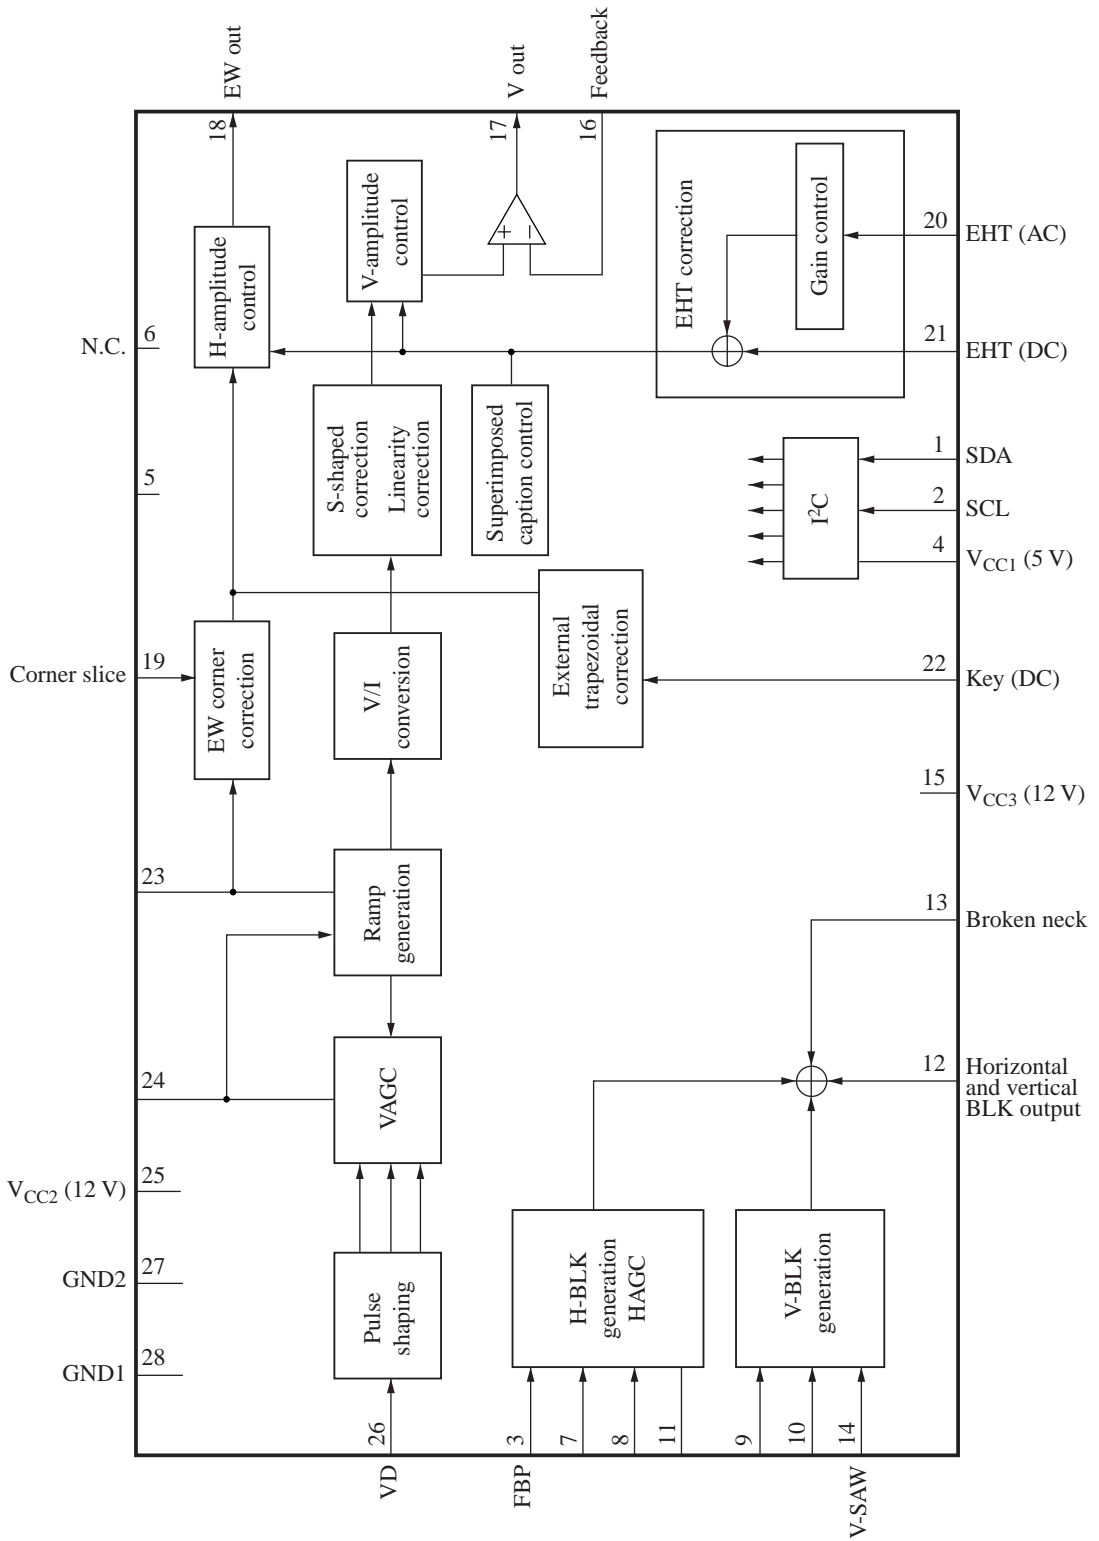 EW out
V out
Feedback
18
17
16
H-amplitude
control
V-amplitude
control
+
−
EHT correction
Gain control
20
EHT (AC)
21
EHT (DC)
N.C.
6
5
S-shaped
correction
Linearity
correction
Superimposed
caption control
I²C
1
SDA
2
SCL
4
VCC1 (5 V)
Corner slice
19
EW corner
correction
V/I
conversion
External
trapezoidal
correction
22
Key (DC)
15
VCC3 (12 V)
23
Ramp
generation
13
Broken neck
24
VAGC
12
Horizontal
and vertical
BLK output
VCC2 (12 V)
25
GND2
27
GND1
28
Pulse
shaping
H-BLK
generation
HAGC
V-BLK
generation
26
3
7
8
11
9
10
14
VD
FBP
V-SAW